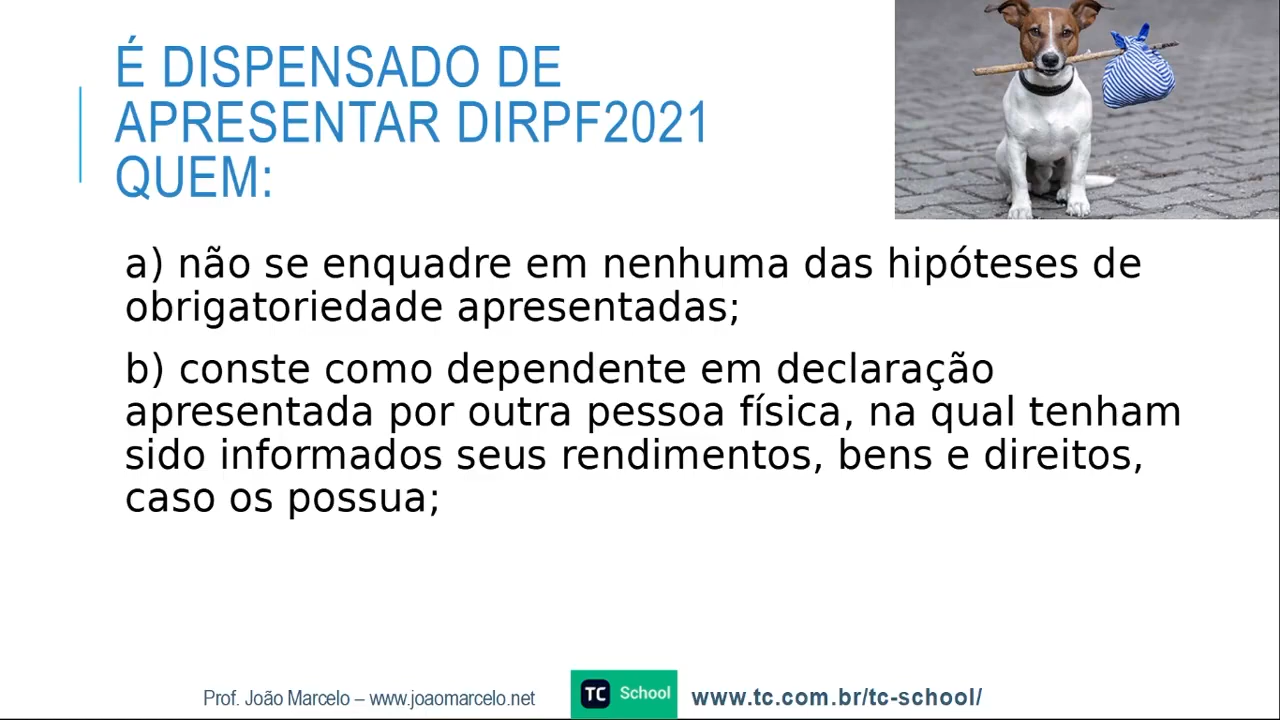 É DISPENSADO DE
APRESENTAR DIRPF2021
QUEM:
a) não se enquadre em nenhuma das hipóteses de
obrigatoriedade apresentadas;
b) conste como dependente em declaração
apresentada por outra pessoa física, na qual tenham
sido informados seus rendimentos, bens e direitos,
caso os possua;
Prof. João Marcelo – www.joaomarcelo.net
TC School
www.tc.com.br/tc-school/